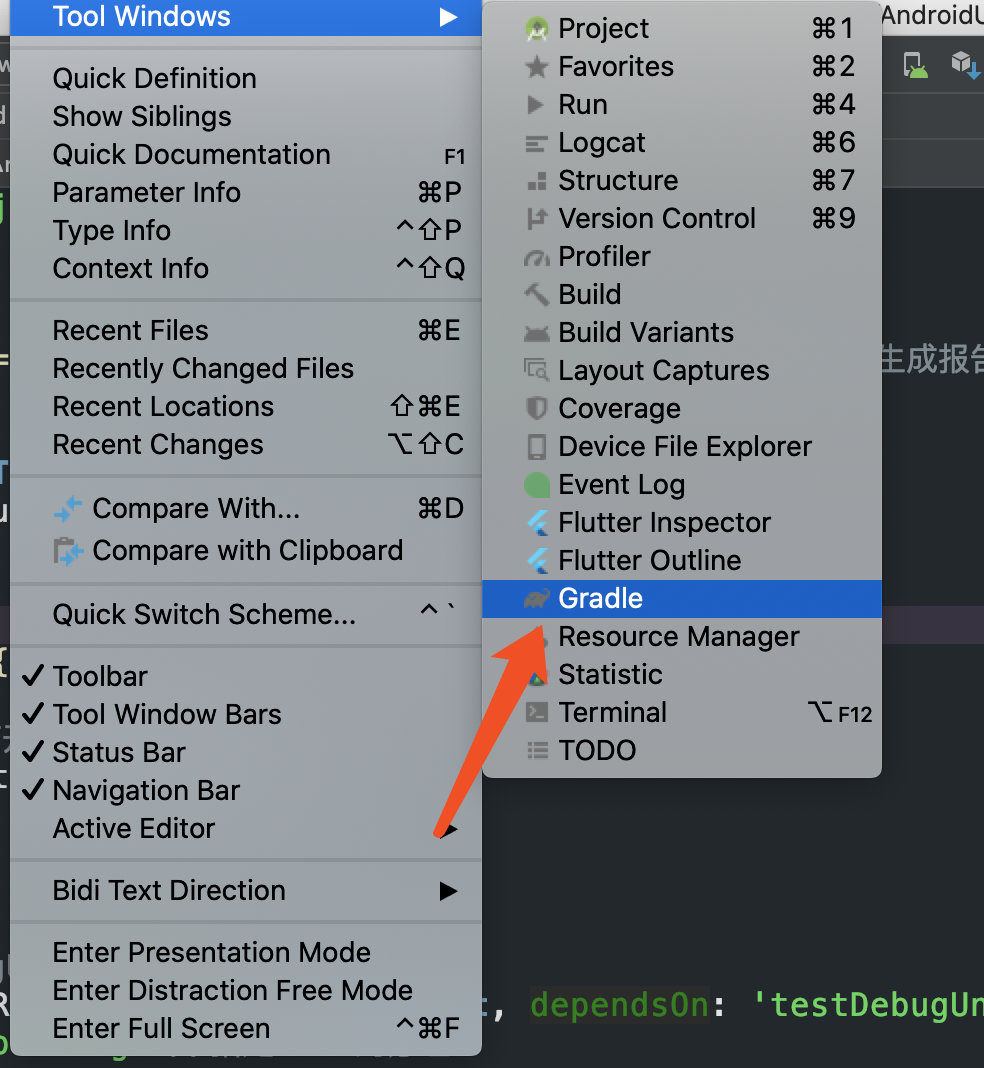 Tool Windows
Quick Definition
Show Siblings
Quick Documentation F1
Parameter Info ⌘P
Type Info ^⇧P
Context Info ^⇧Q
Recent Files ⌘E
Recently Changed Files
Recent Locations ⇧⌘E
Recent Changes ⌥⇧C
Compare With... ⌘D
Compare with Clipboard
Quick Switch Scheme... ^`
✓ Toolbar
✓ Tool Window Bars
✓ Status Bar
✓ Navigation Bar
Active Editor
Bidi Text Direction
Enter Presentation Mode
Enter Distraction Free Mode
Enter Full Screen ^⌘F
Project ⌘1
Favorites ⌘2
Run ⌘4
Logcat ⌘6
Structure ⌘7
Version Control ⌘9
Profiler
Build
Build Variants
Layout Captures
Coverage
Device File Explorer
Event Log
Flutter Inspector
Flutter Outline
Gradle
Resource Manager
Statistic
Terminal ⌥F12
TODO
AndroidU
生成报告
, dependsOn: 'testDebugUn